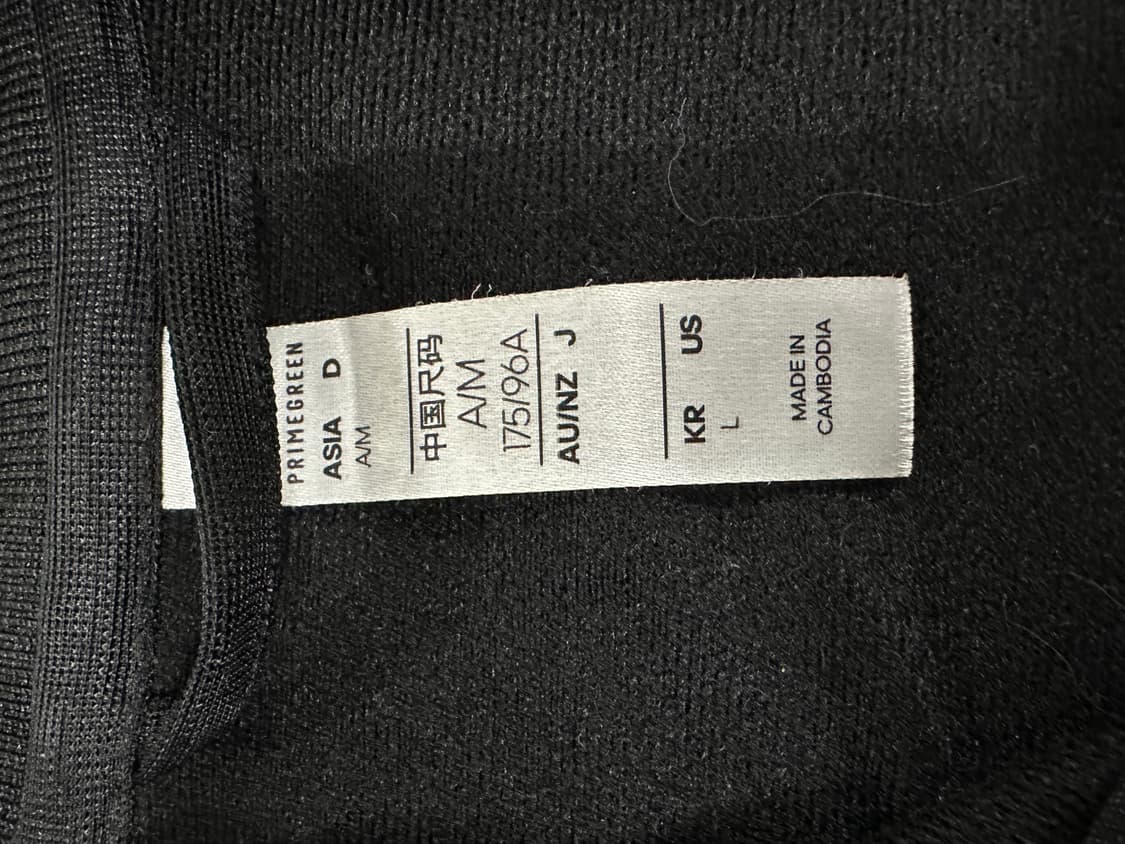 PRIMEGREEN
ASIA D
A/M
中国尺码
A/M
175/96A
AU/NZ J
KR US
L
MADE IN
CAMBODIA